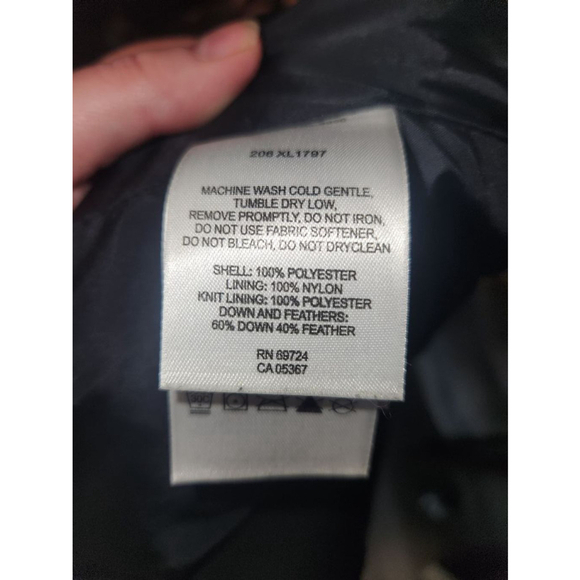 206 XL1797
MACHINE WASH COLD GENTLE,
TUMBLE DRY LOW,
REMOVE PROMPTLY, DO NOT IRON,
DO NOT USE FABRIC SOFTENER,
DO NOT BLEACH, DO NOT DRYCLEAN
SHELL: 100% POLYESTER
LINING: 100% NYLON
KNIT LINING: 100% POLYESTER
DOWN AND FEATHERS:
60% DOWN 40% FEATHER
RN 69724
CA 05367